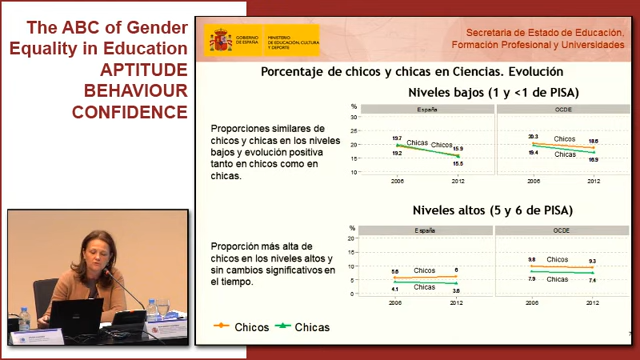 The ABC of Gender
Equality in Education
APTITUDE
BEHAVIOUR
CONFIDENCE
GOBIERNO
DE ESPAÑA
MINISTERIO
DE EDUCACIÓN, CULTURA
Y DEPORTE
Secretaria de Estado de Educación,
Formación Profesional y Universidades
Porcentaje de chicos y chicas en Ciencias. Evolución
Niveles bajos (1 y <1 de PISA)
Proporciones similares de
chicos y chicas en los niveles
bajos y evolución positiva
tanto en chicos como en
chicas.
%
España
OCDE
30
25
20
15
10
19.7
Chicas
Chicos
15.9
19.2
15.5
2006
2012
20.3
Chicos
18.6
19.4
Chicas
16.9
2006
2012
Niveles altos (5 y 6 de PISA)
Proporción más alta de
chicos en los niveles altos y
sin cambios significativos en
el tiempo.
%
España
OCDE
20
15
10
5
0
5.6
Chicos
6
4.1
Chicas
3.6
2006
2012
9.8
Chicos
9.3
7.9
Chicas
7.4
2006
2012
Chicos
Chicas